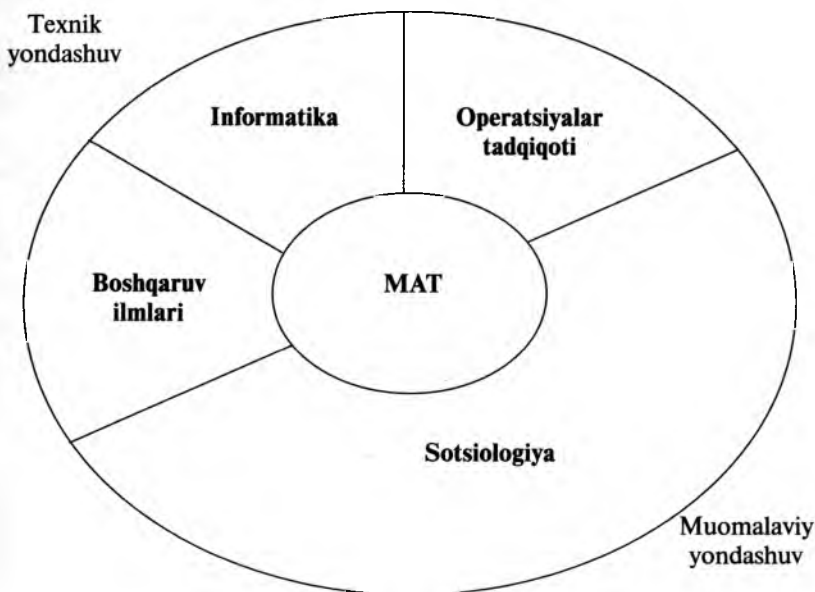 Texnik
yondashuv
Informatika
Operatsiyalar
tadqiqoti
Boshqaruv
ilmlari
MAT
Sotsiologiya
Muomalaviy
yondashuv